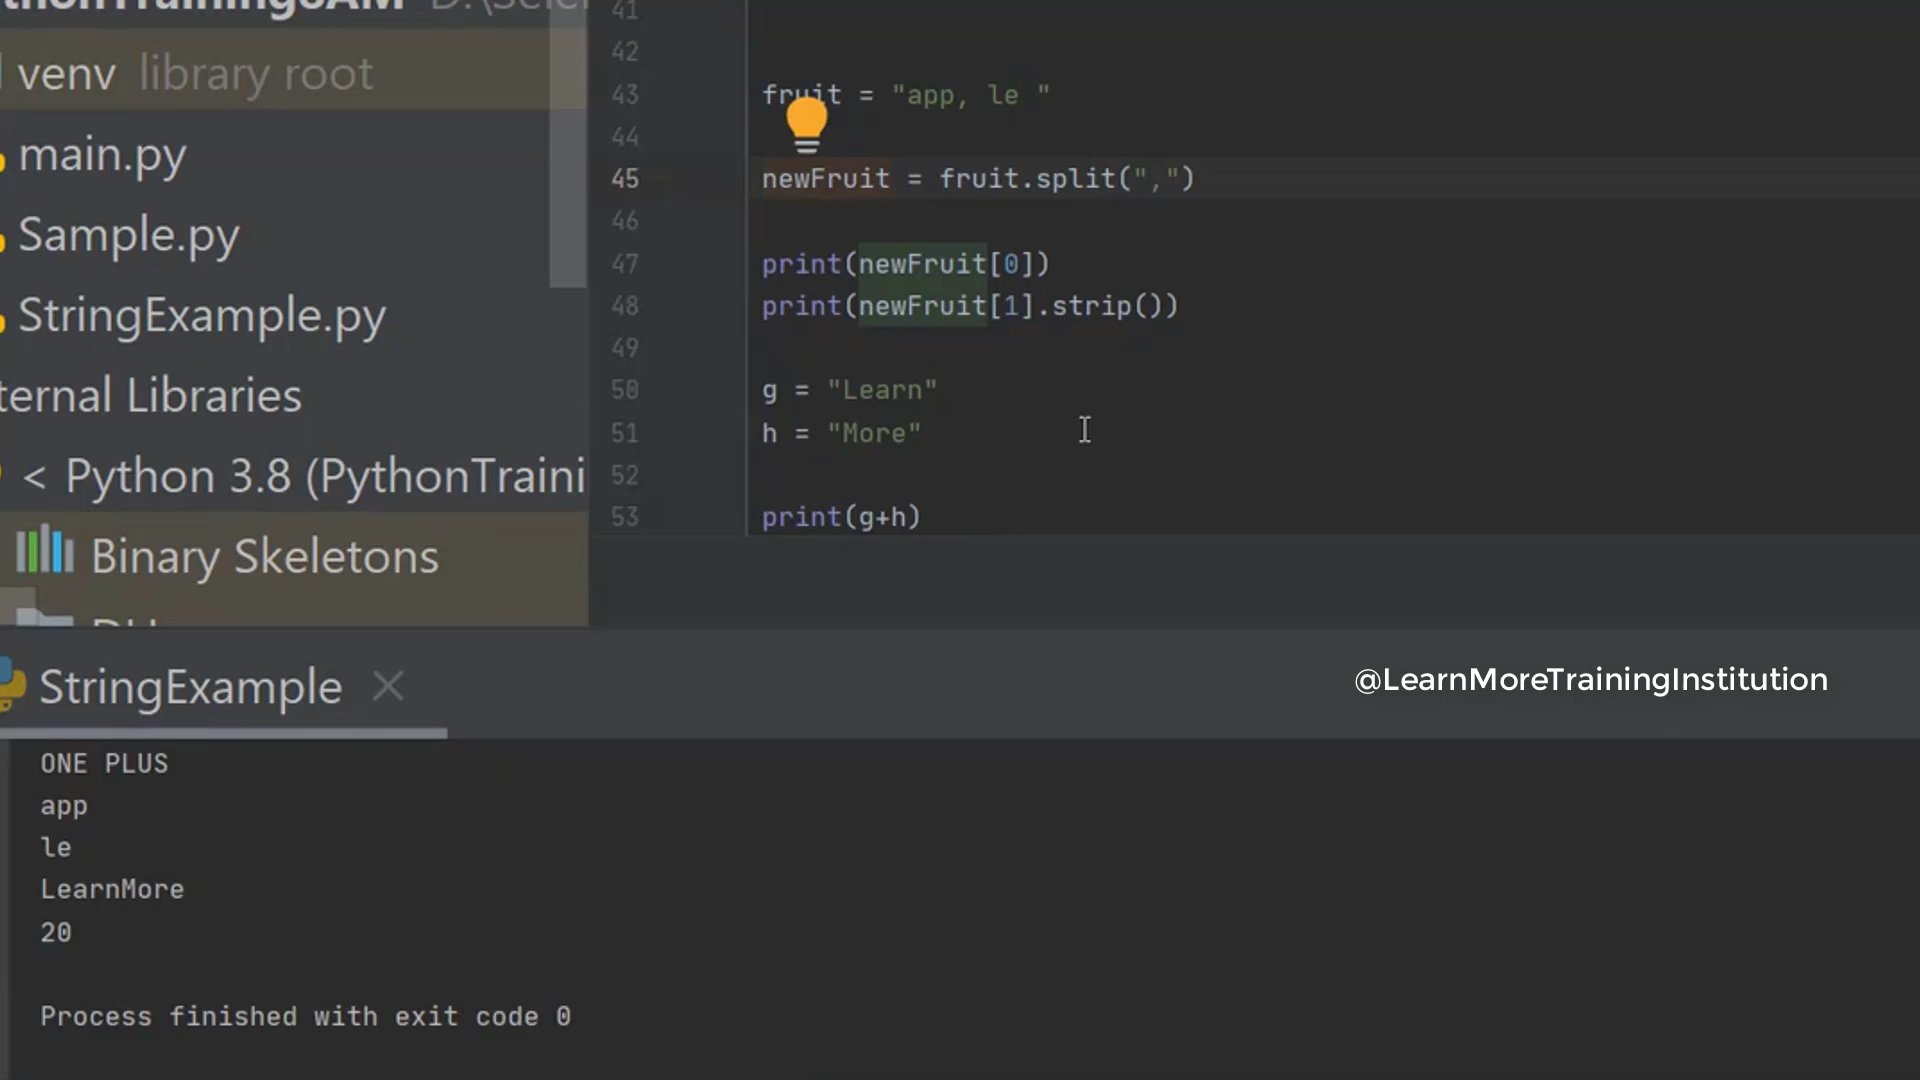 venv library root
main.py
Sample.py
StringExample.py
ternal Libraries
< Python 3.8 (PythonTraini
Binary Skeletons
41
42
43 fruit = "app, le "
44
45 newFruit = fruit.split(",")
46
47 print(newFruit[0])
48 print(newFruit[1].strip())
49
50 g = "Learn"
51 h = "More"
52
53 print(g+h)
StringExample
@LearnMoreTrainingInstitution
ONE PLUS
app
le
LearnMore
20
Process finished with exit code 0